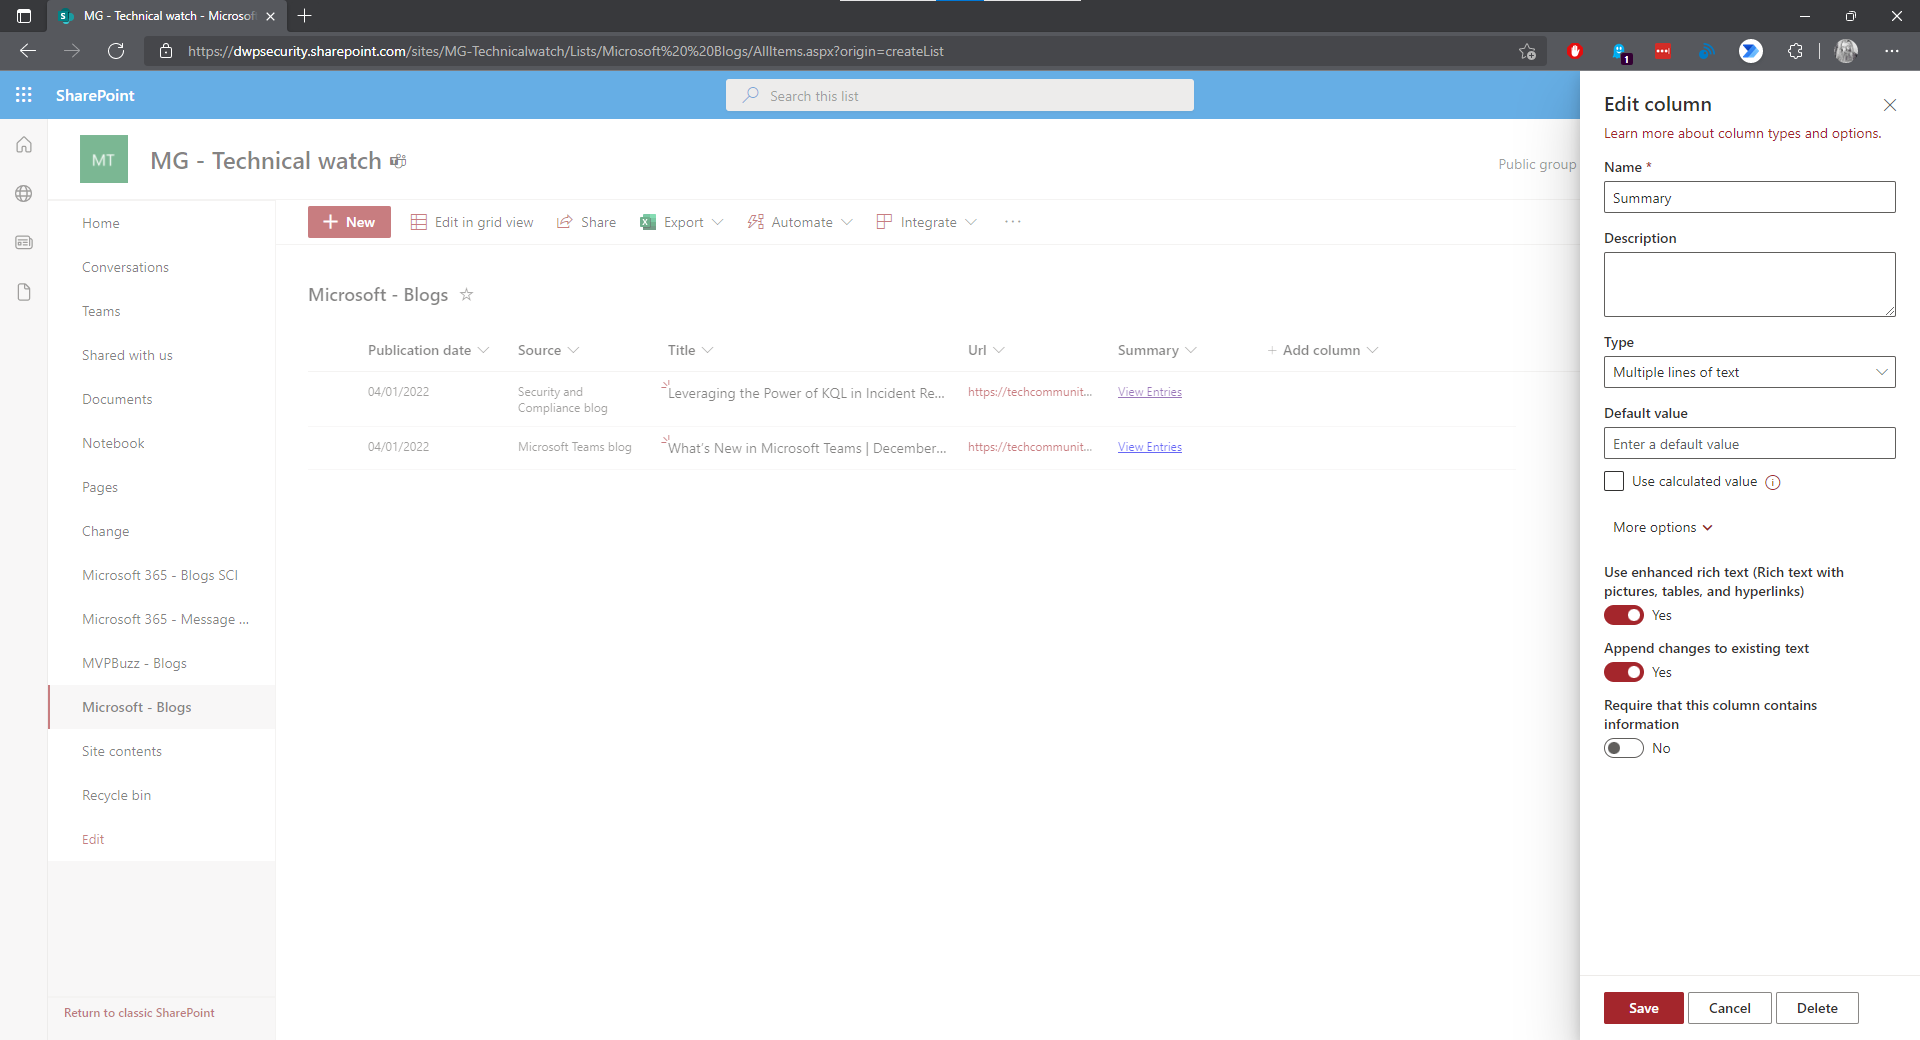 MG - Technical watch - Microsof
https://dwpsecurity.sharepoint.com/sites/MG-Technicalwatch/Lists/Microsoft%20%20Blogs/AllItems.aspx?origin=createList
1
SharePoint
Search this list
MT
MG - Technical watch
Public group
Home
Conversations
Teams
Shared with us
Documents
Notebook
Pages
Change
Microsoft 365 - Blogs SCI
Microsoft 365 - Message ...
MVPBuzz - Blogs
Microsoft - Blogs
Site contents
Recycle bin
Edit
Return to classic SharePoint
New
Edit in grid view
Share
Export
Automate
Integrate
Microsoft - Blogs
Publication date
Source
Title
Url
Summary
Add column
04/01/2022
Security and
Compliance blog
Leveraging the Power of KQL in Incident Re...
https://techcommunit...
View Entries
04/01/2022
Microsoft Teams blog
What's New in Microsoft Teams | December...
https://techcommunit...
View Entries
Edit column
Learn more about column types and options.
Name *
Summary
Description
Type
Multiple lines of text
Default value
Enter a default value
Use calculated value
More options
Use enhanced rich text (Rich text with
pictures, tables, and hyperlinks)
Yes
Append changes to existing text
Yes
Require that this column contains
information
No
Save
Cancel
Delete